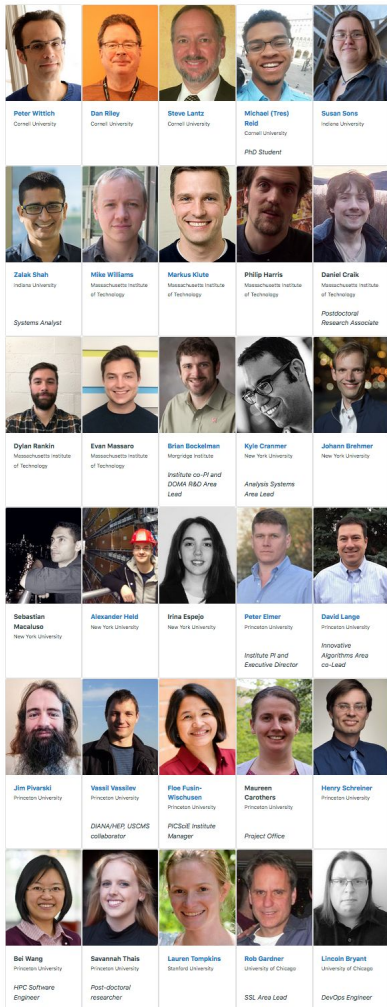 Peter Wittich
Cornell University
Dan Riley
Cornell University
Steve Lantz
Cornell University
Michael (Tres)
Reid
Cornell University
PhD Student
Susan Sons
Indiana University
Zalak Shah
Indiana University
Systems Analyst
Mike Williams
Massachusetts Institute
of Technology
Markus Klute
Massachusetts Institute
of Technology
Philip Harris
Massachusetts Institute
of Technology
Daniel Craik
Massachusetts Institute
of Technology
Postdoctoral
Research Associate
Dylan Rankin
Massachusetts Institute
of Technology
Evan Massaro
Massachusetts Institute
of Technology
Brian Bockelman
Morgridge Institute
Institute co-PI and
DOMA R&D Area
Lead
Kyle Cranmer
New York University
Analysis Systems
Area Lead
Johann Brehmer
New York University
Sebastian
Macaluso
New York University
Alexander Held
New York University
Irina Espejo
New York University
Peter Elmer
Princeton University
Institute PI and
Executive Director
David Lange
Princeton University
Innovative
Algorithms Area
co-Lead
Jim Pivarski
Princeton University
Vassil Vassilev
Princeton University
DIANA/HEP, USCMS
collaborator
Floe Fusin-
Wischusen
Princeton University
PICSciE Institute
Manager
Maureen
Carothers
Princeton University
Project Office
Henry Schreiner
Princeton University
Bei Wang
Princeton University
HPC Software
Engineer
Savannah Thais
Princeton University
Post-doctoral
researcher
Lauren Tompkins
Stanford University
Rob Gardner
University of Chicago
SSL Area Lead
Lincoln Bryant
University of Chicago
DevOps Engineer